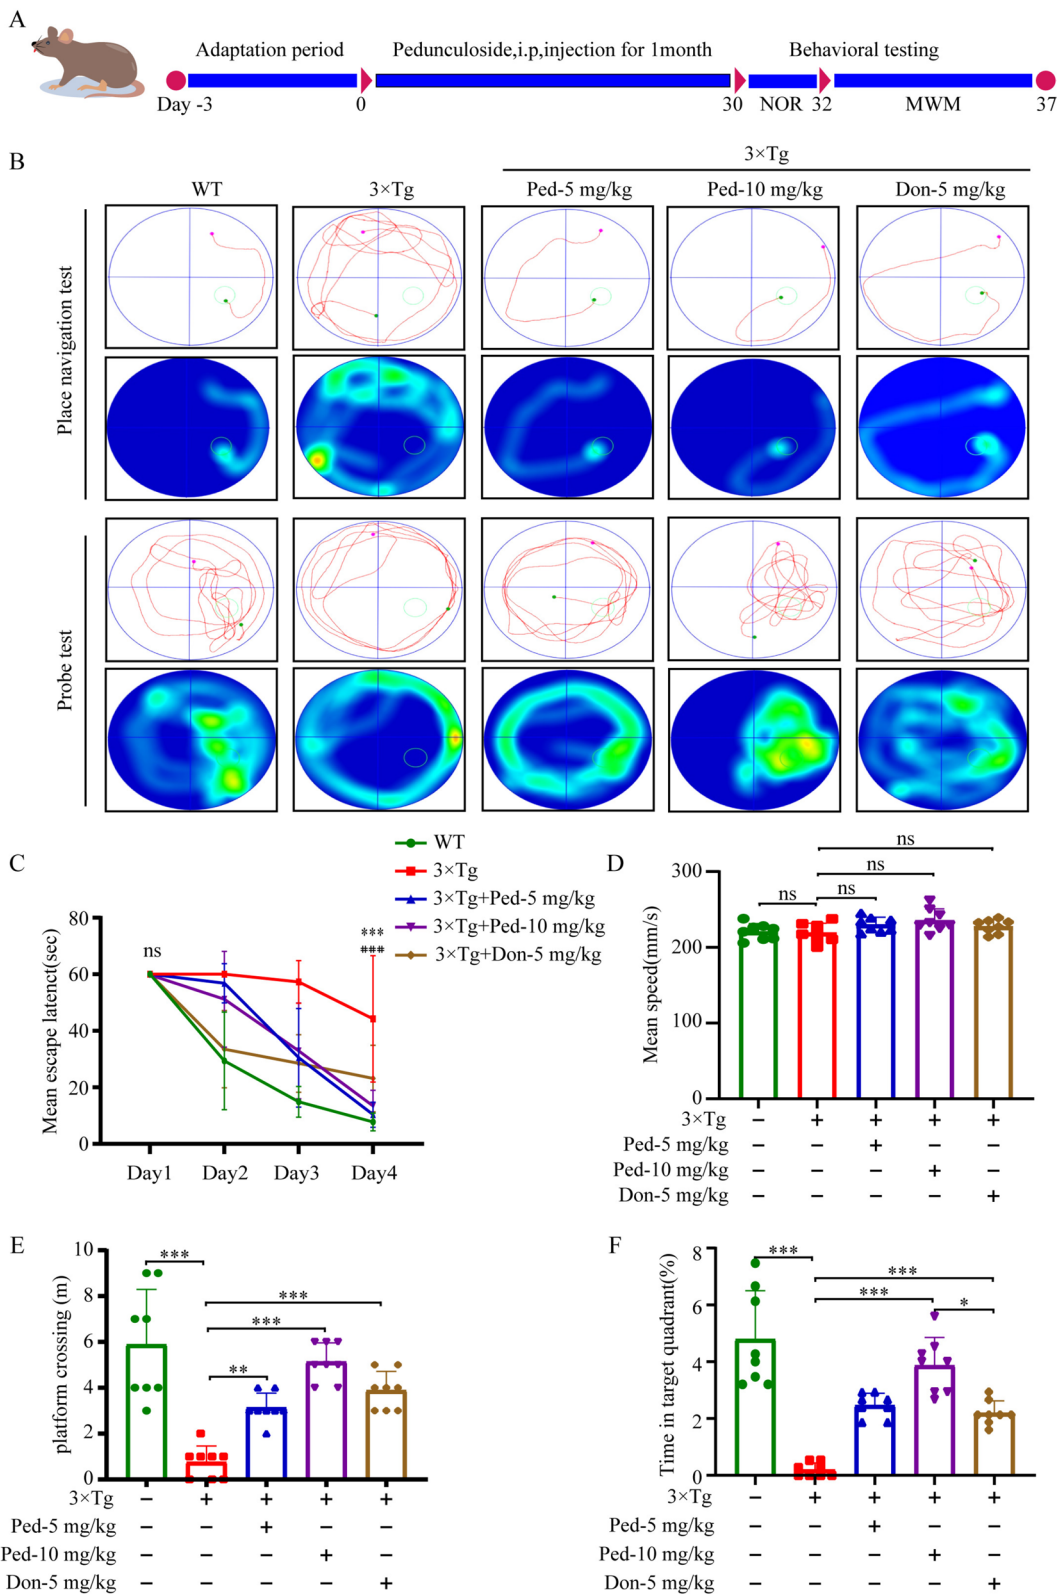 A
Adaptation period
Pedunculoside,i.p,injection for 1month
Behavioral testing
Day -3
0
30
NOR
32
MWM
37
B
3×Tg
WT
3×Tg
Ped-5 mg/kg
Ped-10 mg/kg
Don-5 mg/kg
Place navigation test
Probe test
C
WT
3×Tg
3×Tg+Ped-5 mg/kg
3×Tg+Ped-10 mg/kg
3×Tg+Don-5 mg/kg
Mean escape latenct(sec)
80
60
40
20
0
ns
***
###
Day1 Day2 Day3 Day4
D
Mean speed(mm/s)
300
200
100
0
ns
ns
ns ns
3×Tg − + + + +
Ped-5 mg/kg − − + − −
Ped-10 mg/kg − − − + −
Don-5 mg/kg − − − − +
E
platform crossing (m)
10
8
6
4
2
0
***
***
***
**
3×Tg − + + + +
Ped-5 mg/kg − − + − −
Ped-10 mg/kg − − − + −
Don-5 mg/kg − − − − +
F
Time in target quadrant(%)
8
6
4
2
0
***
***
***
*
3×Tg − + + + +
Ped-5 mg/kg − − + − −
Ped-10 mg/kg − − − + −
Don-5 mg/kg − − − − +